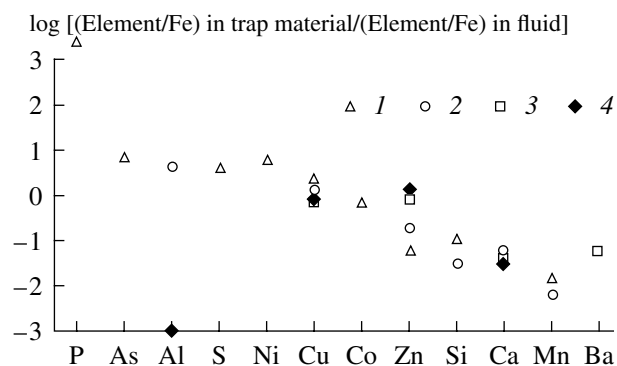 log [(Element/Fe) in trap material/(Element/Fe) in fluid]
3
2
1
0
−1
−2
−3
1 2 3 4
P As Al S Ni Cu Co Zn Si Ca Mn Ba